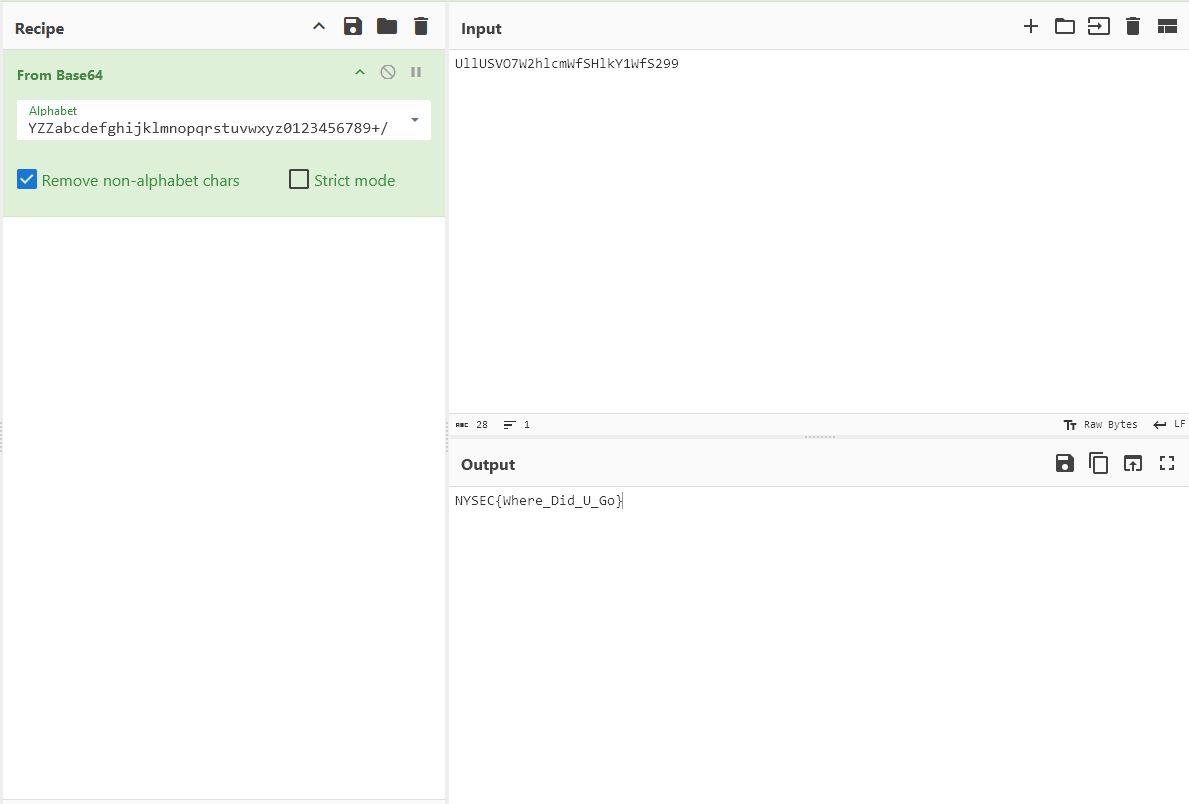 Recipe
From Base64
Alphabet
YZZabcdefghijklmnopqrstuvwxyz0123456789+/
Remove non-alphabet chars
Strict mode
Input
UllUSVO7W2hlcmWfSHlkY1WfS299
ABC 28 1
Raw Bytes LF
Output
NYSEC{Where_Did_U_Go}